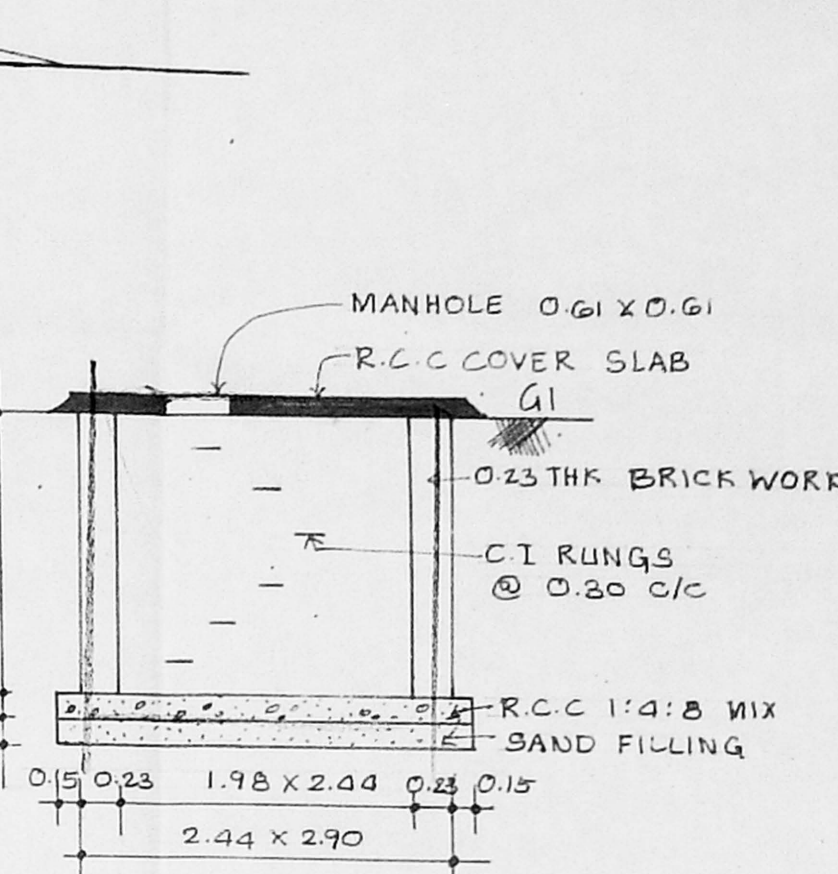 MANHOLE 0.61 X 0.61
R.C.C COVER SLAB
Gl
0.23 THK BRICK WORK
C.I RUNGS
@ 0.30 C/C
R.C.C 1:4:8 MIX
SAND FILLING
0.15 0.23 1.98 X 2.44 0.23 0.15
2.44 X 2.90